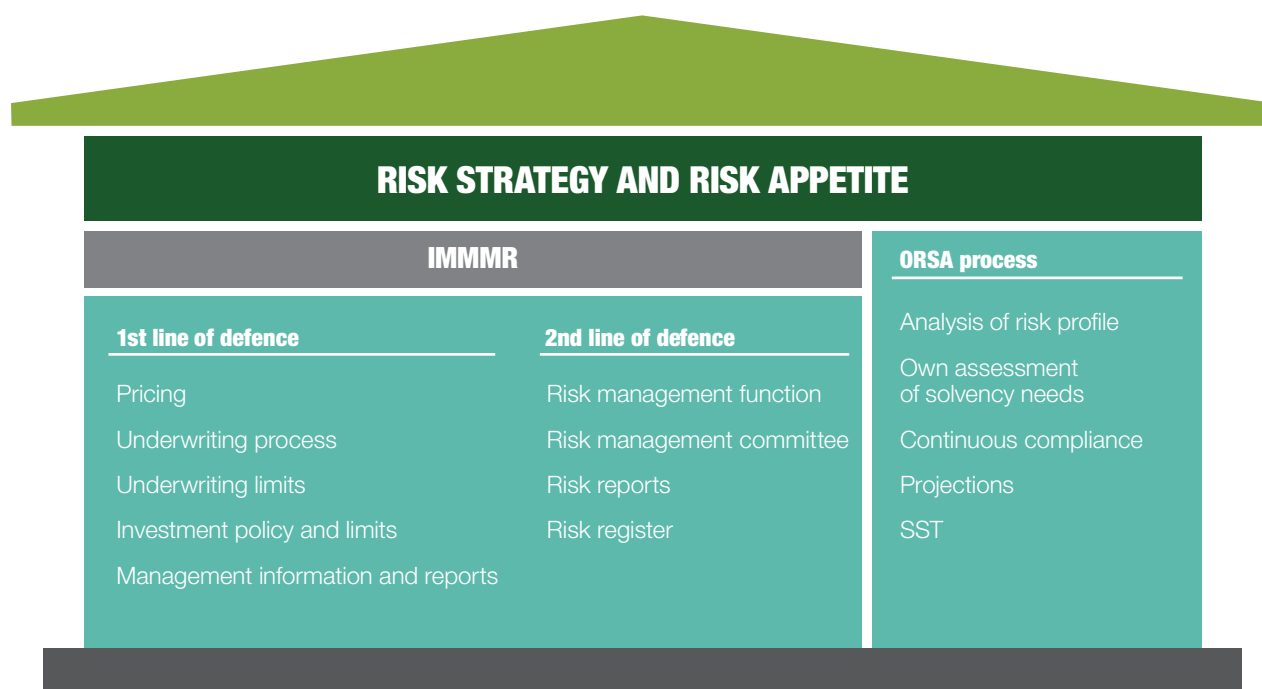 RISK STRATEGY AND RISK APPETITE
IMMMR
1st line of defence
Pricing
Underwriting process
Underwriting limits
Investment policy and limits
Management information and reports
2nd line of defence
Risk management function
Risk management committee
Risk reports
Risk register
ORSA process
Analysis of risk profile
Own assessment
of solvency needs
Continuous compliance
Projections
SST